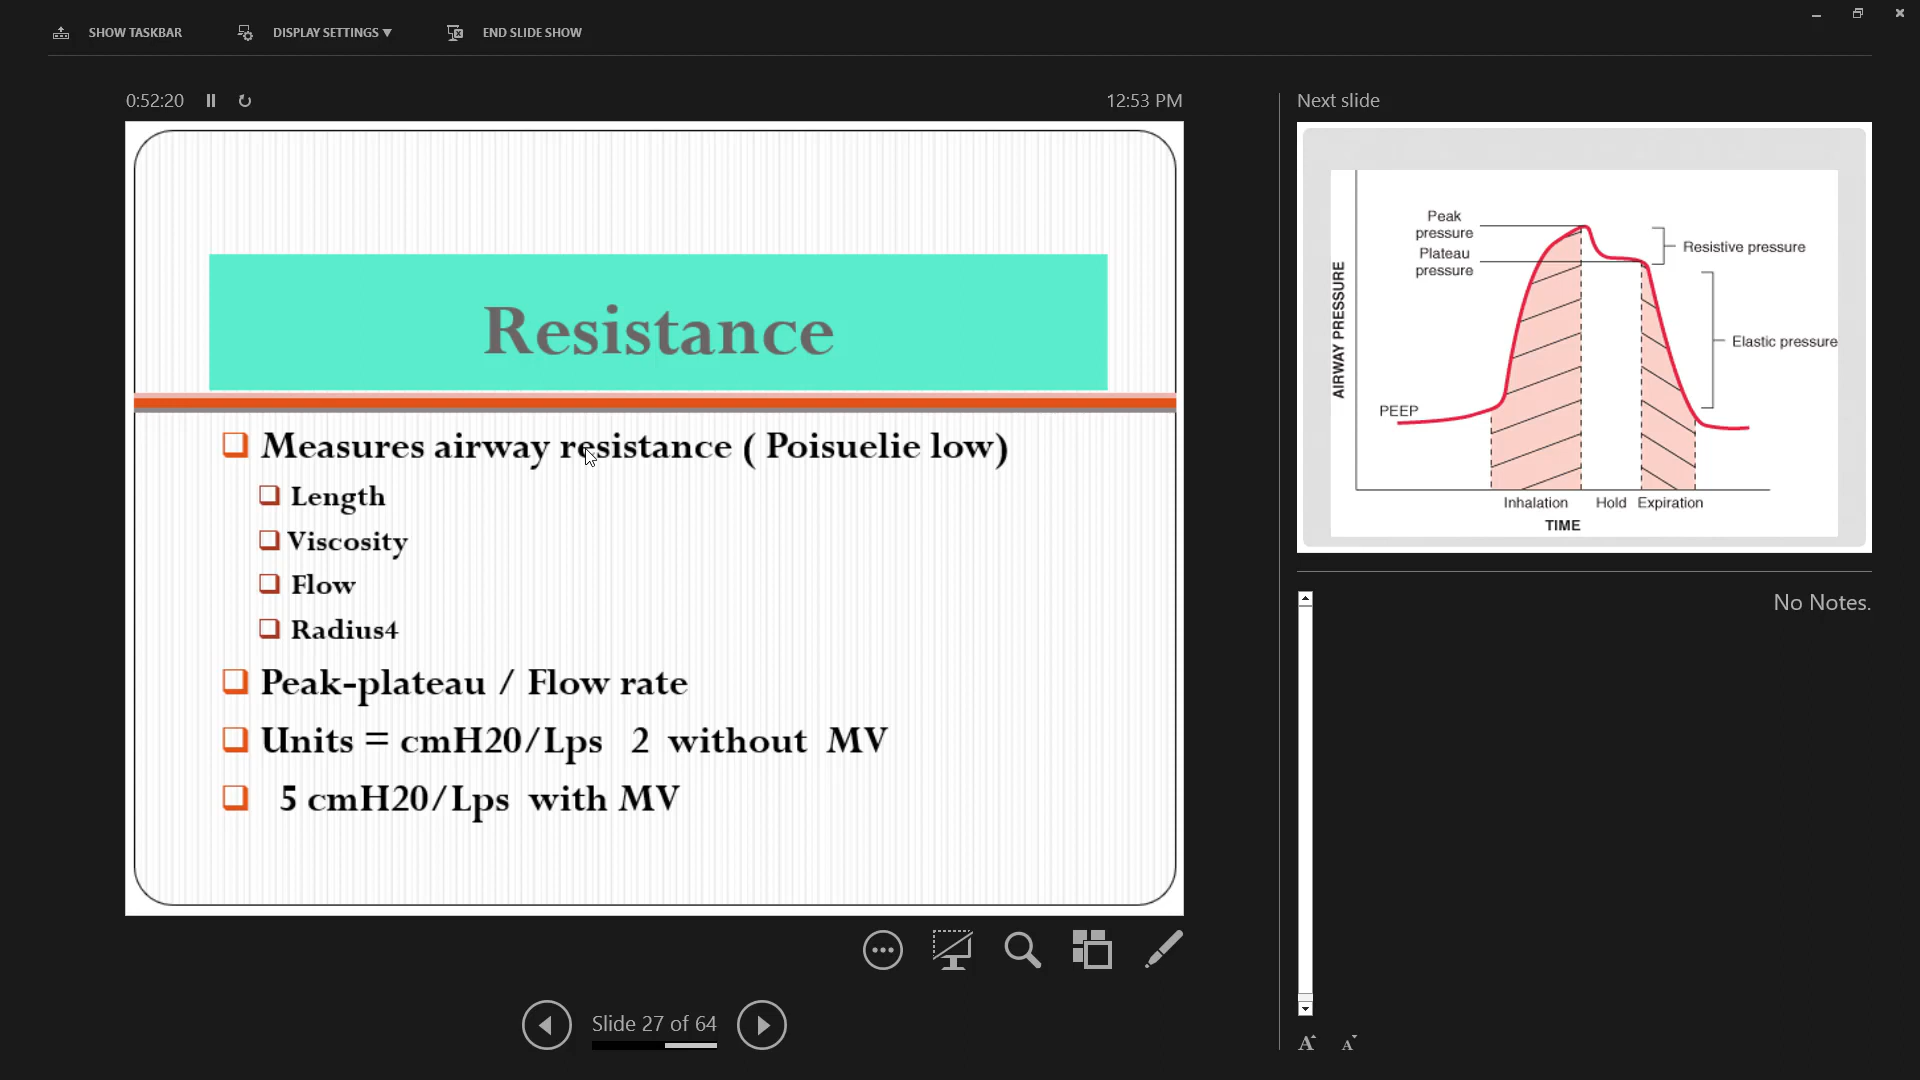 SHOW TASKBAR
DISPLAY SETTINGS ▼
END SLIDE SHOW
0:52:20
12:53 PM
Resistance
Measures airway resistance ( Poisuelie low)
Length
Viscosity
Flow
Radius4
Peak-plateau / Flow rate
Units = cmH20/Lps 2 without MV
5 cmH20/Lps with MV
Slide 27 of 64
Next slide
Peak
pressure
Plateau
pressure
Resistive pressure
Elastic pressure
AIRWAY PRESSURE
PEEP
Inhalation Hold Expiration
TIME
No Notes.
A A